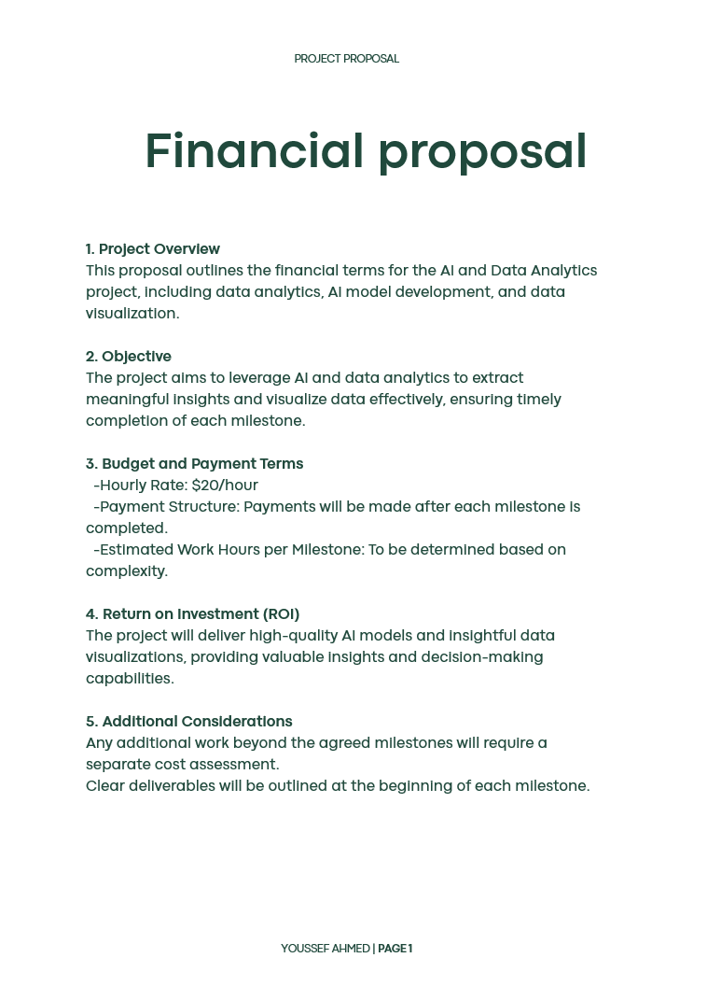 PROJECT PROPOSAL
Financial proposal
1. Project Overview
This proposal outlines the financial terms for the AI and Data Analytics
project, including data analytics, AI model development, and data
visualization.
2. Objective
The project aims to leverage AI and data analytics to extract
meaningful insights and visualize data effectively, ensuring timely
completion of each milestone.
3. Budget and Payment Terms
-Hourly Rate: $20/hour
-Payment Structure: Payments will be made after each milestone is
completed.
-Estimated Work Hours per Milestone: To be determined based on
complexity.
4. Return on Investment (ROI)
The project will deliver high-quality AI models and insightful data
visualizations, providing valuable insights and decision-making
capabilities.
5. Additional Considerations
Any additional work beyond the agreed milestones will require a
separate cost assessment.
Clear deliverables will be outlined at the beginning of each milestone.
YOUSSEF AHMED | PAGE 1